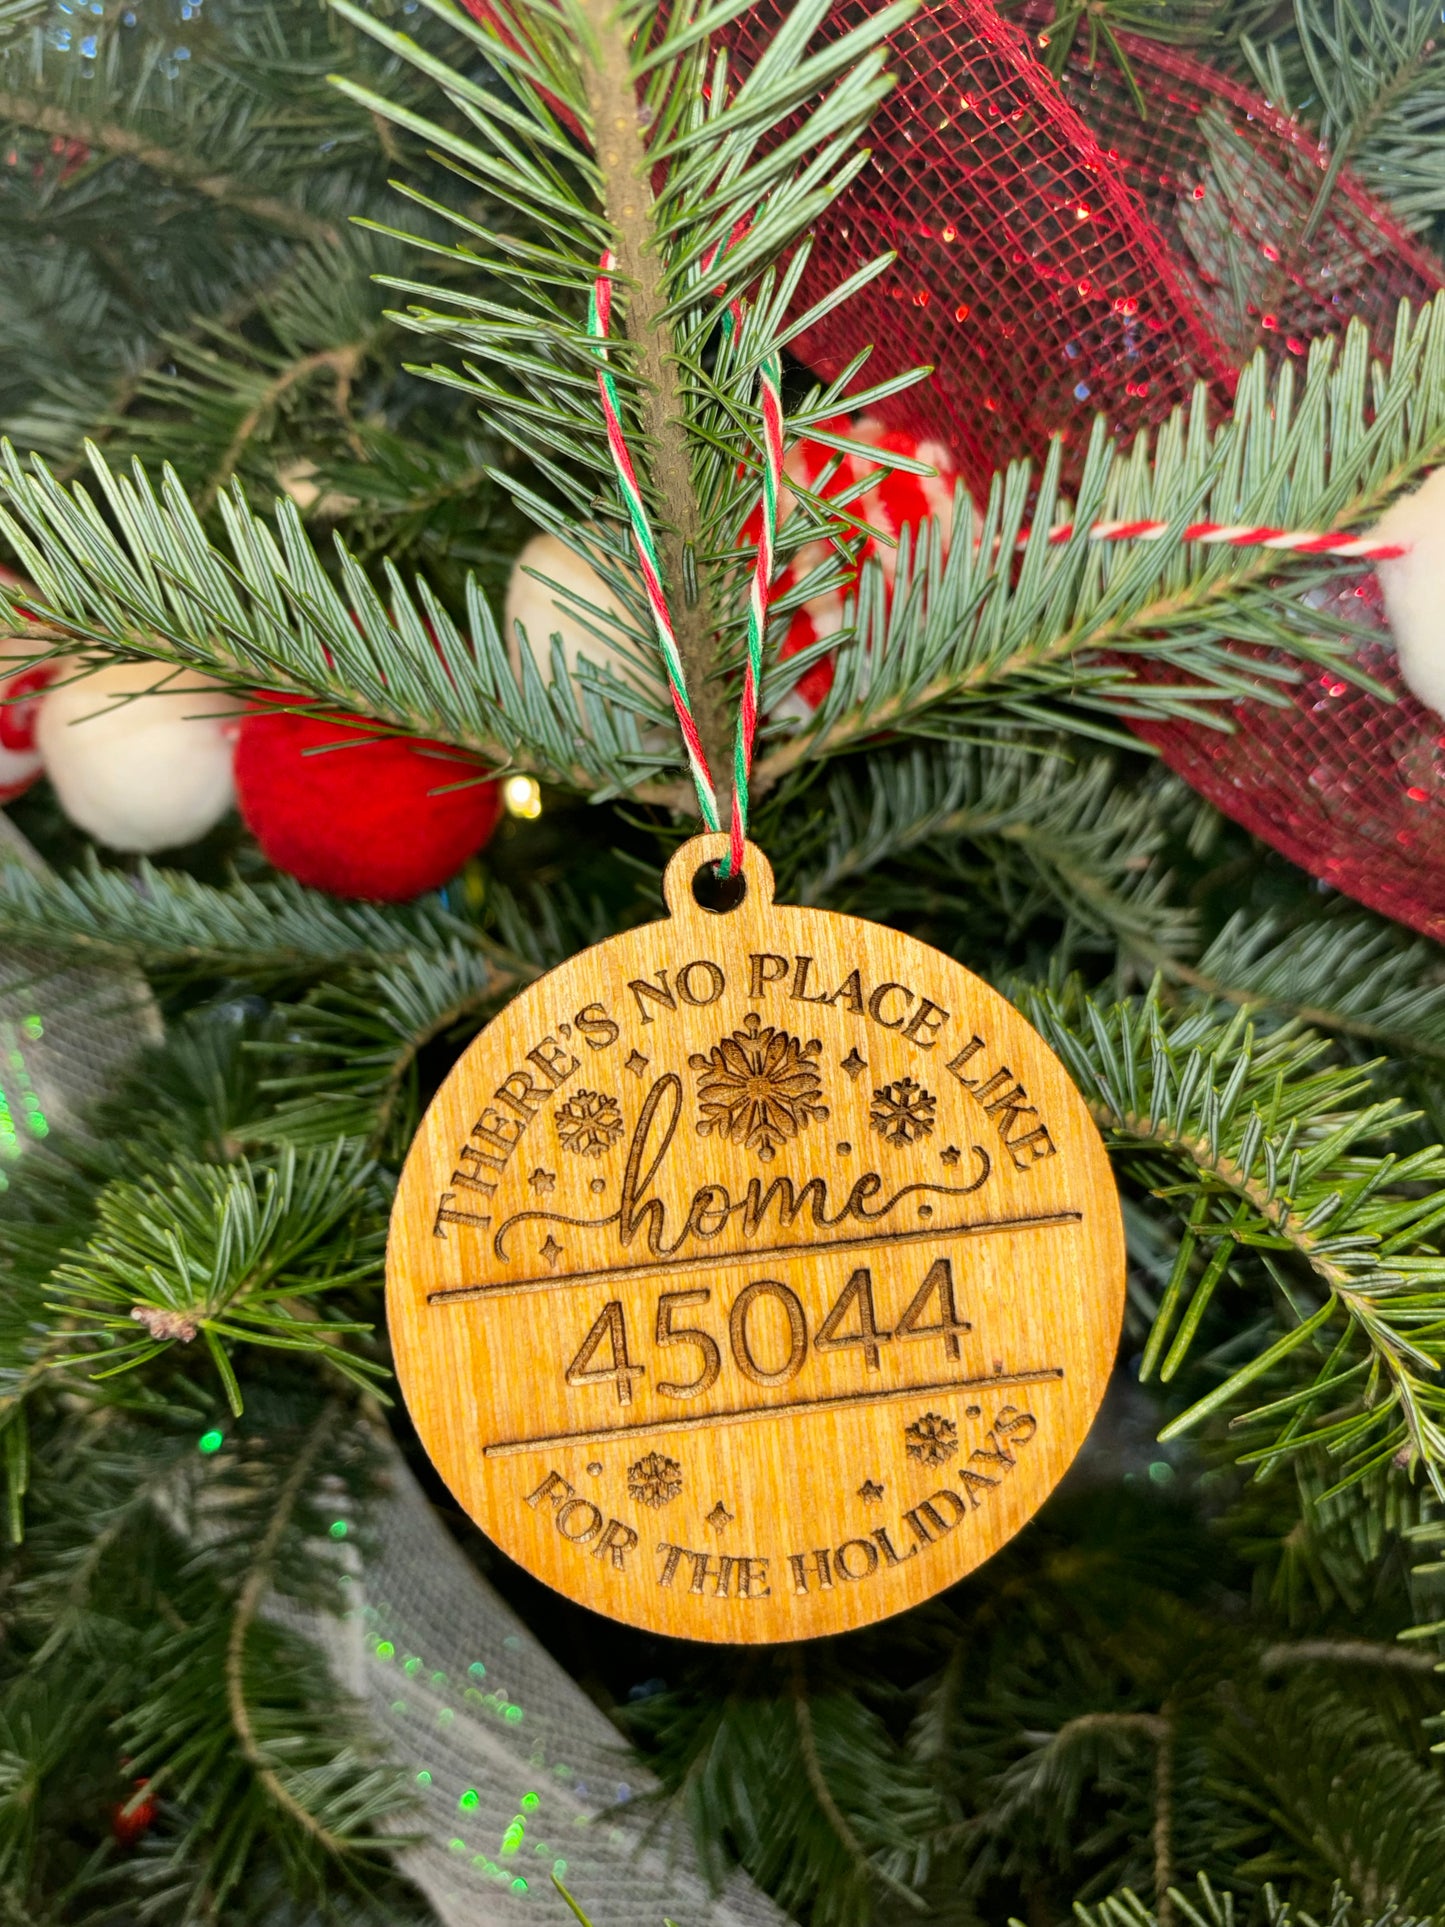 THERE'S NO PLACE LIKE
home
45044
FOR THE HOLIDAYS